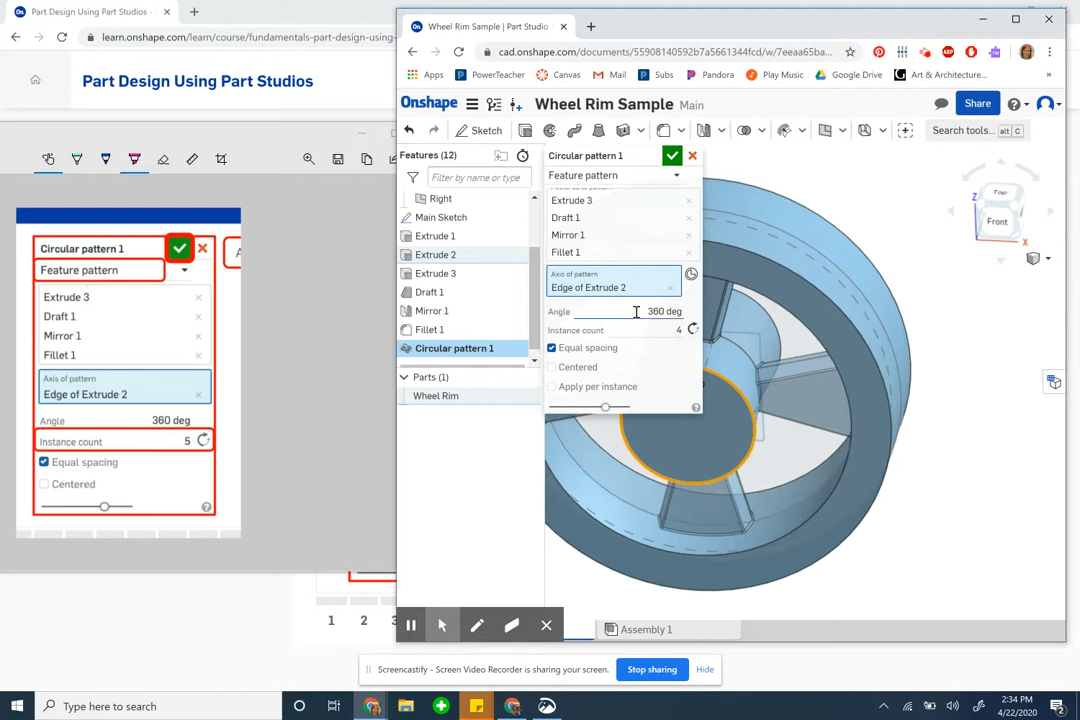 Part Design Using Part Studios -
learn.onshape.com/learn/course/fundamentals-part-design-using-
Part Design Using Part Studios
Circular pattern 1
Feature pattern
Extrude 3
Draft 1
Mirror 1
Fillet 1
Axis of pattern
Edge of Extrude 2
Angle 360 deg
Instance count 5
Equal spacing
Centered
1 2
Wheel Rim Sample | Part Studio
cad.onshape.com/documents/55908140592b7a5661344fcd/w/7eeaa65ba...
Apps PowerTeacher Canvas Gmail Subs Pandora Play Music Google Drive Art & Architecture... »
Onshape Wheel Rim Sample Main Share
Sketch Search tools... alt C
Features (12)
Filter by name or type
Right
Main Sketch
Extrude 1
Extrude 2
Extrude 3
Draft 1
Mirror 1
Fillet 1
Circular pattern 1
Parts (1)
Wheel Rim
Circular pattern 1
Feature pattern
Extrude 3
Draft 1
Mirror 1
Fillet 1
Axis of pattern
Edge of Extrude 2
Angle 360 deg
Instance count 4
Equal spacing
Centered
Apply per instance
Top
Front
Z
X
Assembly 1
Screencastify - Screen Video Recorder is sharing your screen. Stop sharing Hide
Type here to search
2:34 PM
4/22/2020
2